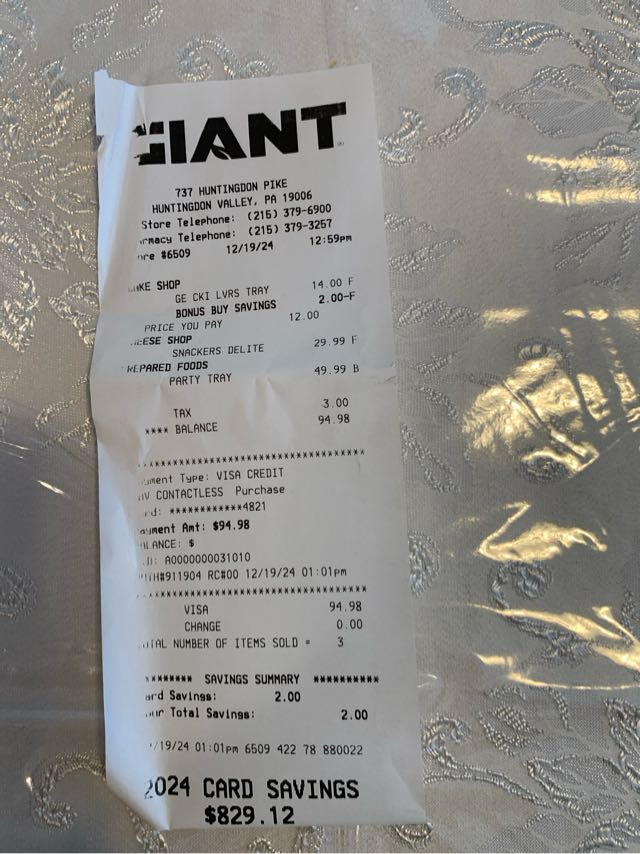 GIANT
737 HUNTINGDON PIKE
HUNTINGDON VALLEY, PA 19006
Store Telephone: (215) 379-6900
rmacy Telephone: (215) 379-3257
re #6509 12/19/24 12:59pm
KE SHOP
GE CKI LVRS TRAY 14.00 F
BONUS BUY SAVINGS 2.00-F
PRICE YOU PAY 12.00
EESE SHOP
SNACKERS DELITE 29.99 F
REPARED FOODS
PARTY TRAY 49.99 B
TAX 3.00
**** BALANCE 94.98
************************************
yment Type: VISA CREDIT
V CONTACTLESS Purchase
rd: ************4821
ayment Amt: $94.98
LANCE: $
D: A0000000031010
TH#911904 RC#00 12/19/24 01:01pm
************************************
VISA 94.98
CHANGE 0.00
TAL NUMBER OF ITEMS SOLD = 3
******** SAVINGS SUMMARY **********
ard Savings: 2.00
ur Total Savings: 2.00
/19/24 01:01pm 6509 422 78 880022
2024 CARD SAVINGS
$829.12